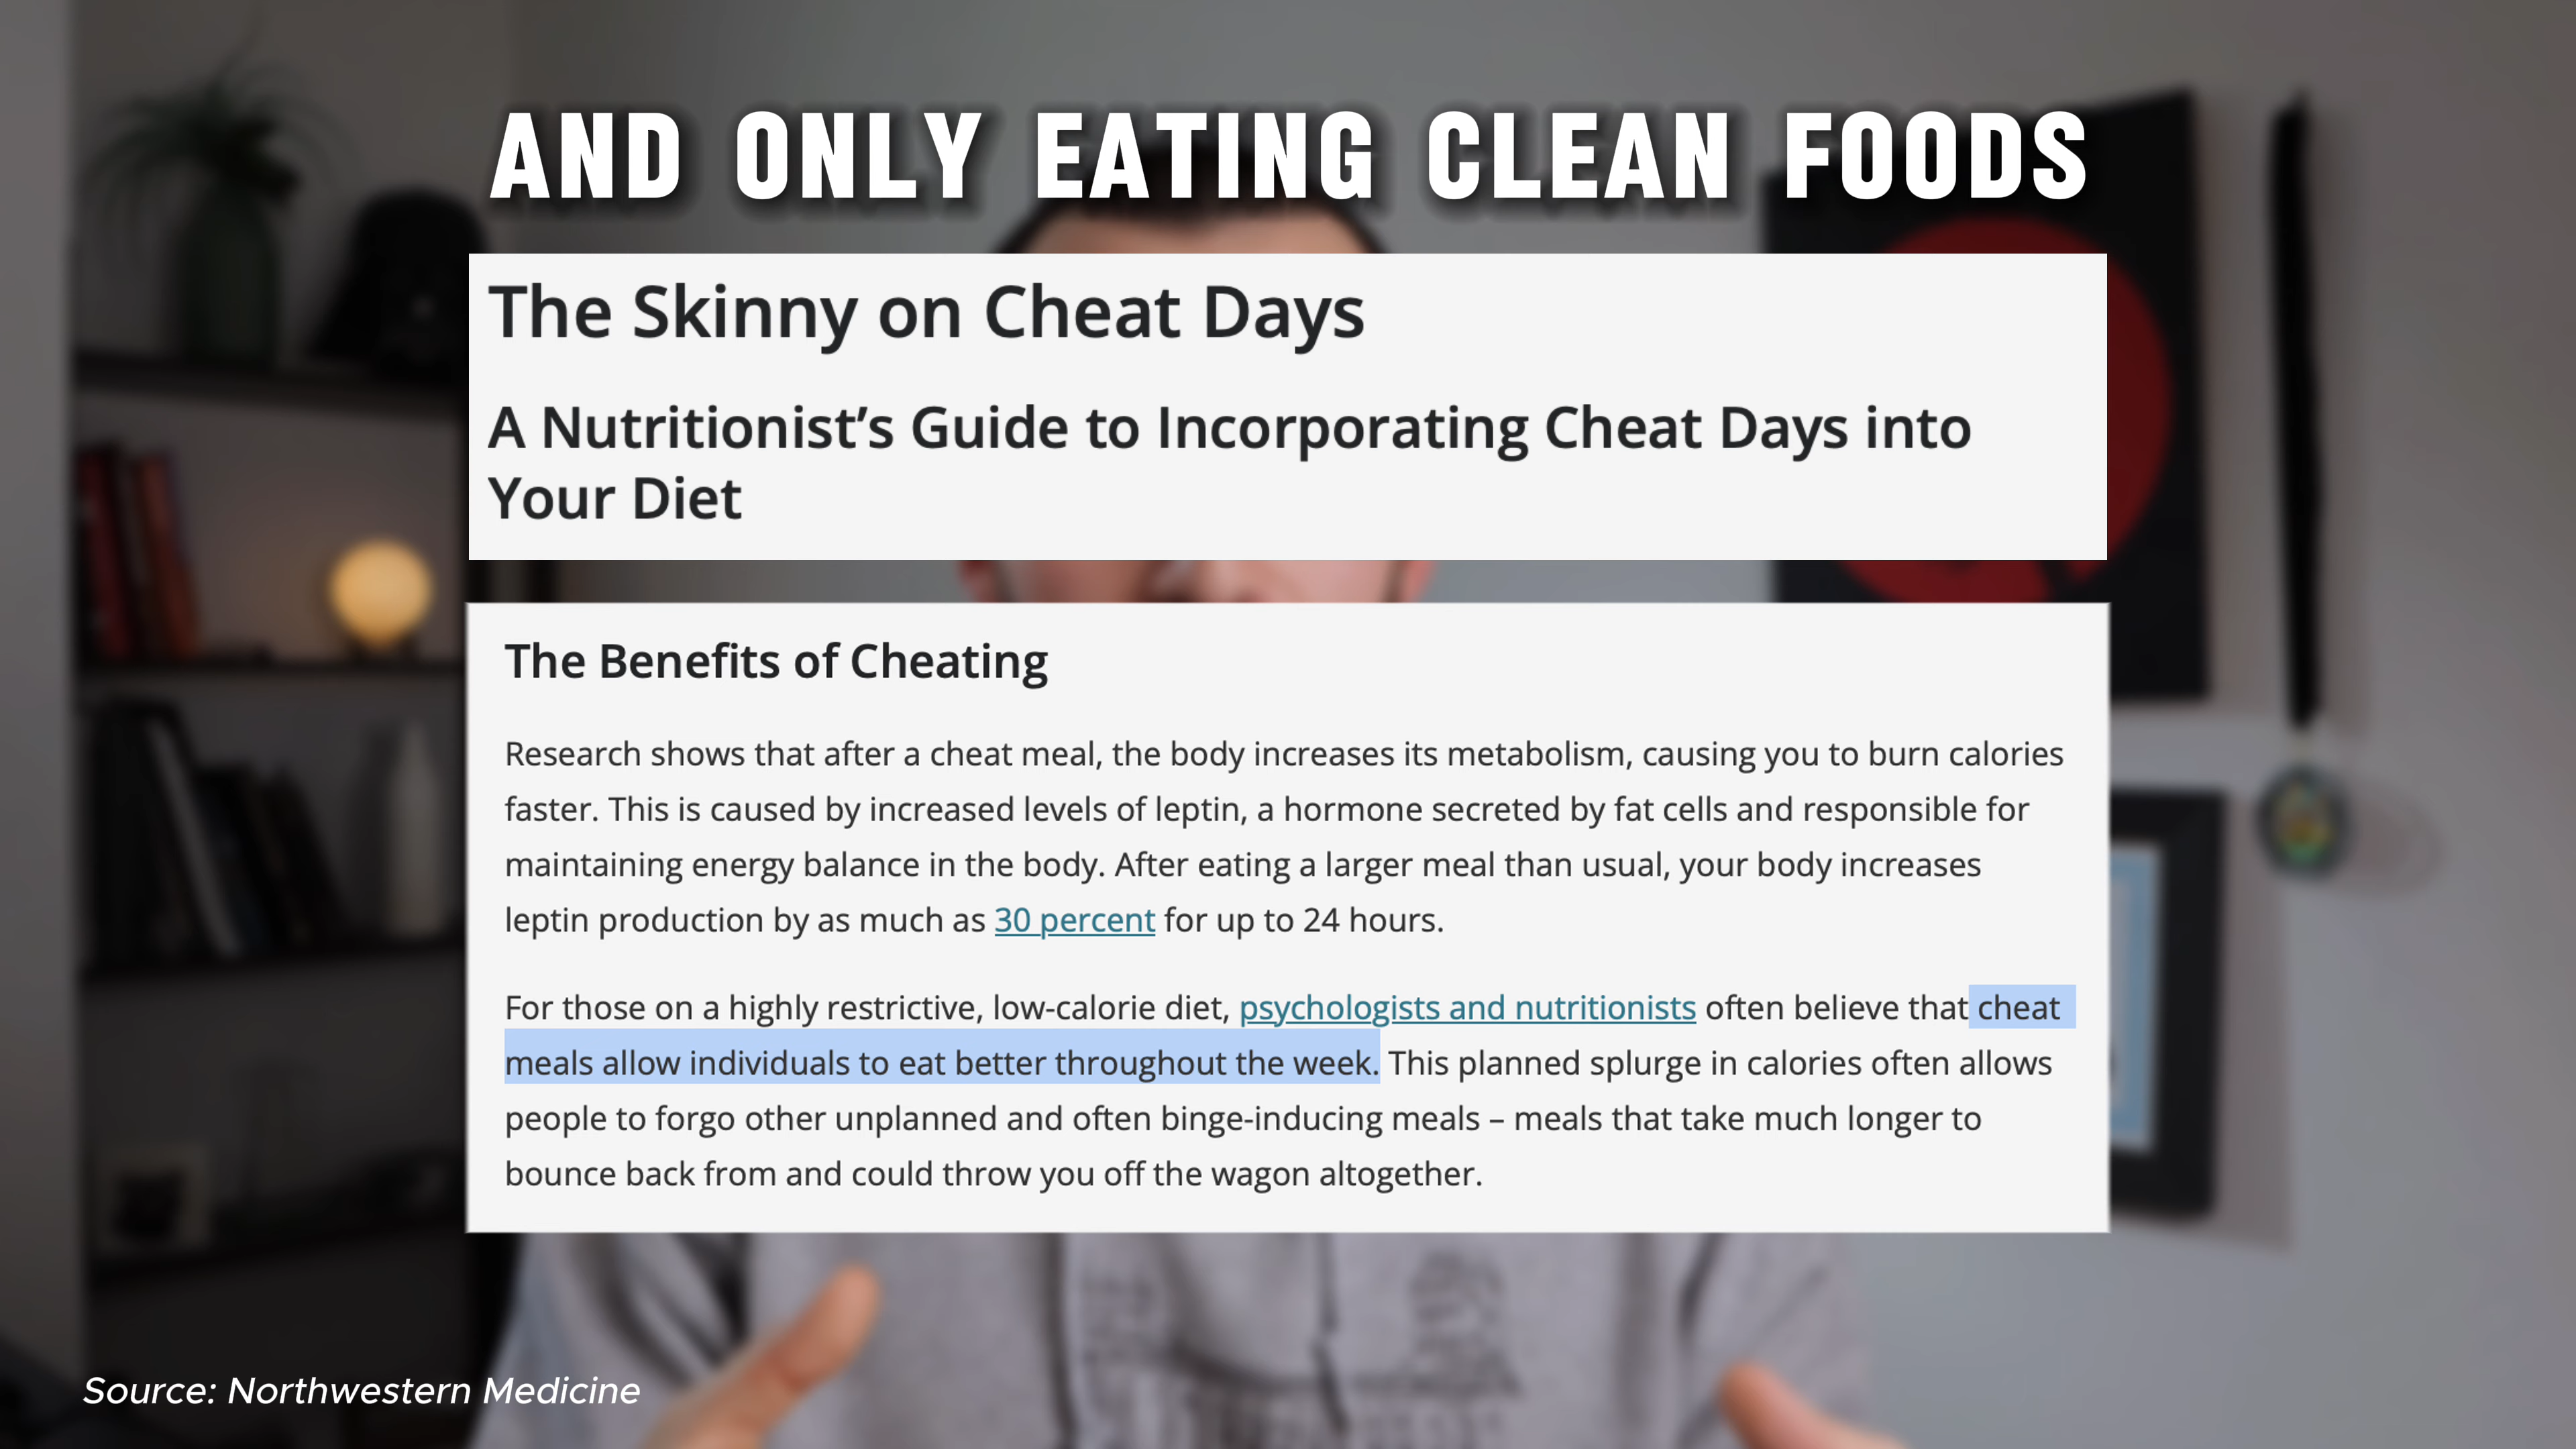 AND ONLY EATING CLEAN FOODS
The Skinny on Cheat Days
A Nutritionist’s Guide to Incorporating Cheat Days into
Your Diet
The Benefits of Cheating
Research shows that after a cheat meal, the body increases its metabolism, causing you to burn calories
faster. This is caused by increased levels of leptin, a hormone secreted by fat cells and responsible for
maintaining energy balance in the body. After eating a larger meal than usual, your body increases
leptin production by as much as 30 percent for up to 24 hours.
For those on a highly restrictive, low-calorie diet, psychologists and nutritionists often believe that cheat
meals allow individuals to eat better throughout the week. This planned splurge in calories often allows
people to forgo other unplanned and often binge-inducing meals – meals that take much longer to
bounce back from and could throw you off the wagon altogether.
Source: Northwestern Medicine